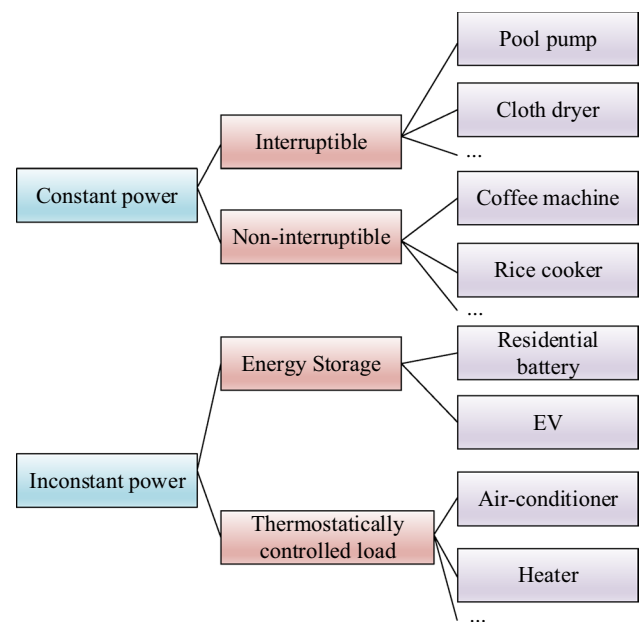 Pool pump
Cloth dryer
Interruptible
...
Constant power
Coffee machine
Non-interruptible
Rice cooker
...
Residential
battery
Energy Storage
EV
Inconstant power
Air-conditioner
Thermostatically
controlled load
Heater
...